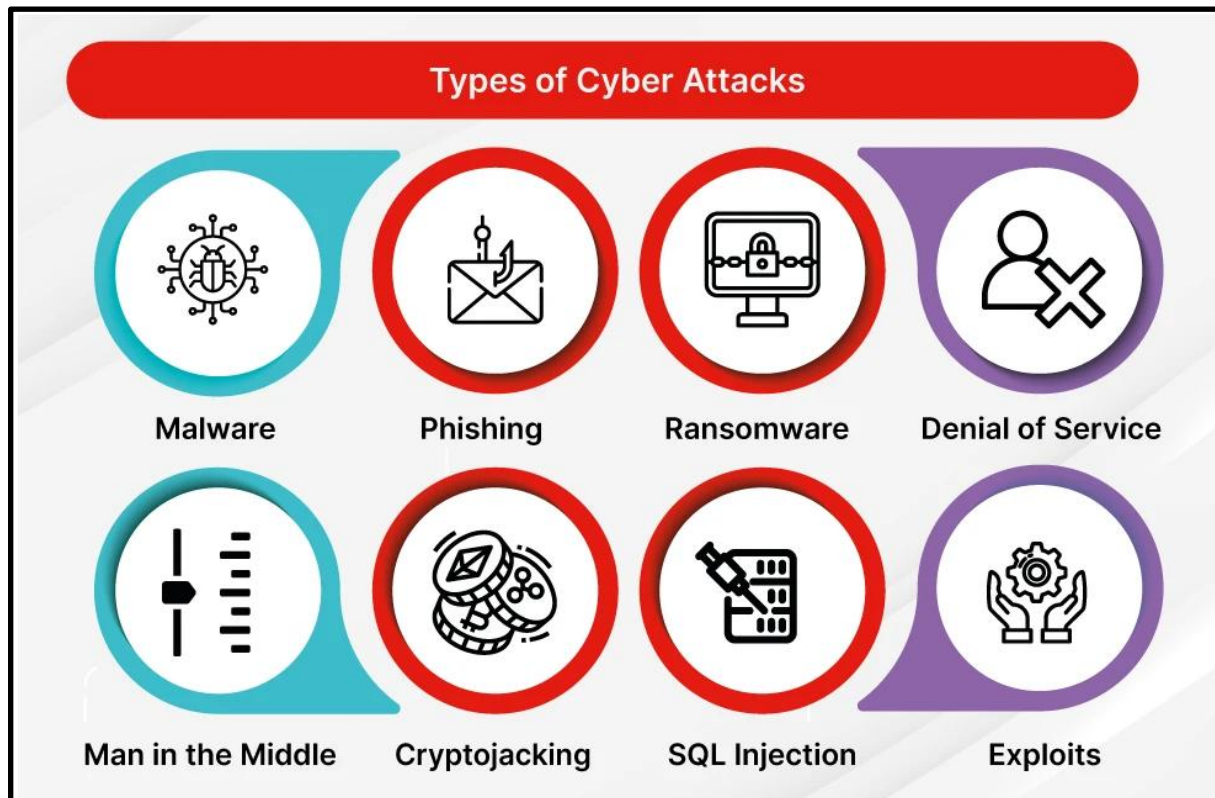 Types of Cyber Attacks
Malware
Phishing
Ransomware
Denial of Service
Man in the Middle
Cryptojacking
SQL Injection
Exploits